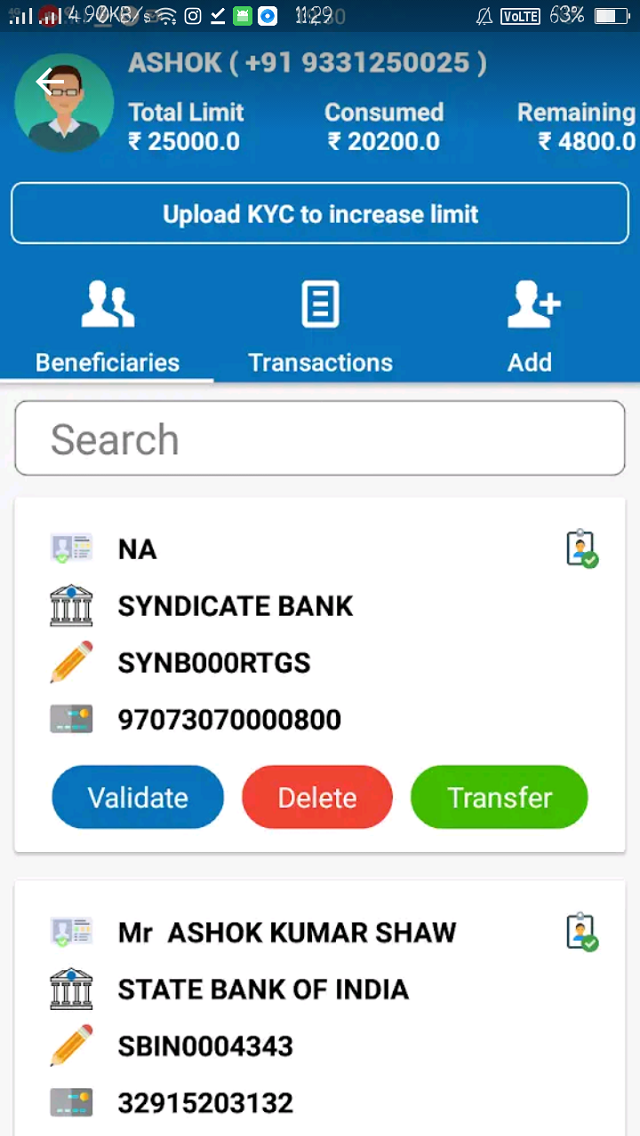 4.90KB/s VoLTE 63%
ASHOK ( +91 9331250025 )
Total Limit Consumed Remaining
₹ 25000.0 ₹ 20200.0 ₹ 4800.0
Upload KYC to increase limit
Beneficiaries Transactions Add
Search
NA
SYNDICATE BANK
SYNB000RTGS
97073070000800
Validate Delete Transfer
Mr ASHOK KUMAR SHAW
STATE BANK OF INDIA
SBIN0004343
32915203132